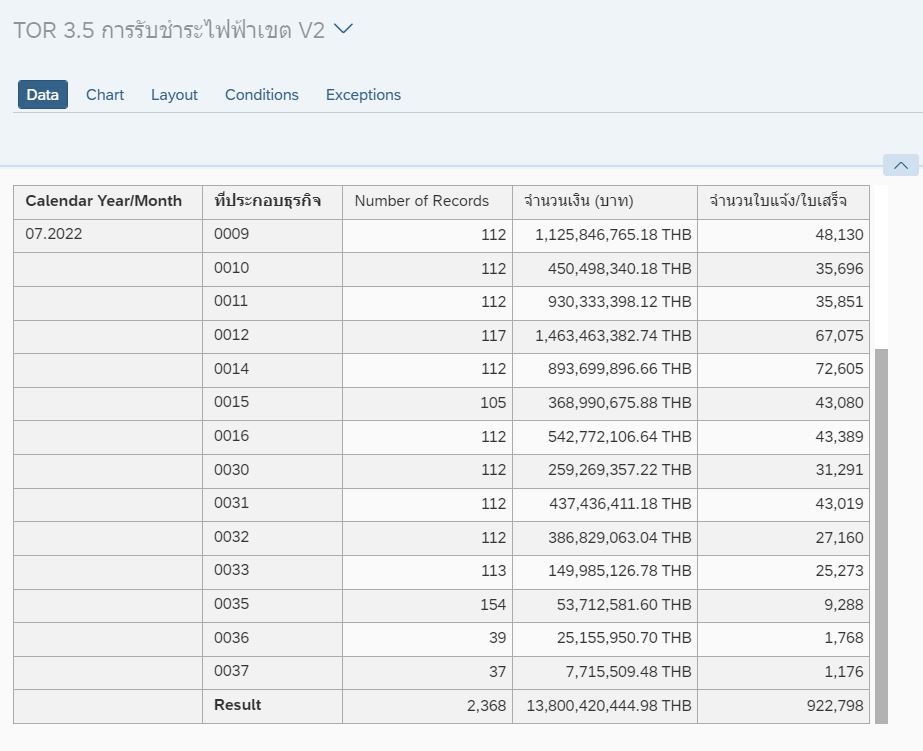 TOR 3.5 การรับชำระไฟฟ้าเขต V2
Data Chart Layout Conditions Exceptions
Calendar Year/Month ที่ประกอบธุรกิจ Number of Records จำนวนเงิน (บาท) จำนวนใบแจ้ง/ใบเสร็จ
07.2022 0009 112 1,125,846,765.18 THB 48,130
0010 112 450,498,340.18 THB 35,696
0011 112 930,333,398.12 THB 35,851
0012 117 1,463,463,382.74 THB 67,075
0014 112 893,699,896.66 THB 72,605
0015 105 368,990,675.88 THB 43,080
0016 112 542,772,106.64 THB 43,389
0030 112 259,269,357.22 THB 31,291
0031 112 437,436,411.18 THB 43,019
0032 112 386,829,063.04 THB 27,160
0033 113 149,985,126.78 THB 25,273
0035 154 53,712,581.60 THB 9,288
0036 39 25,155,950.70 THB 1,768
0037 37 7,715,509.48 THB 1,176
Result 2,368 13,800,420,444.98 THB 922,798